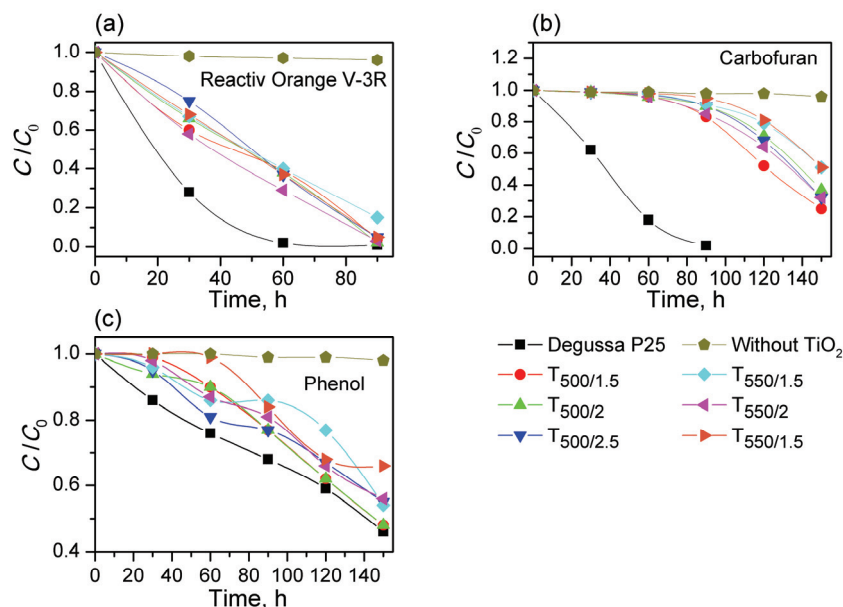 (a)
1.0
0.8
0.6
0.4
0.2
0.0
C/C0
Reactiv Orange V-3R
0 20 40 60 80
Time, h
(b)
1.2
1.0
0.8
0.6
0.4
0.2
0.0
C/C0
Carbofuran
0 20 40 60 80 100 120 140
Time, h
(c)
1.0
0.8
0.6
0.4
C/C0
Phenol
0 20 40 60 80 100 120 140
Time, h
Degussa P25 Without TiO2
T500/1.5 T550/1.5
T500/2 T550/2
T500/2.5 T550/1.5